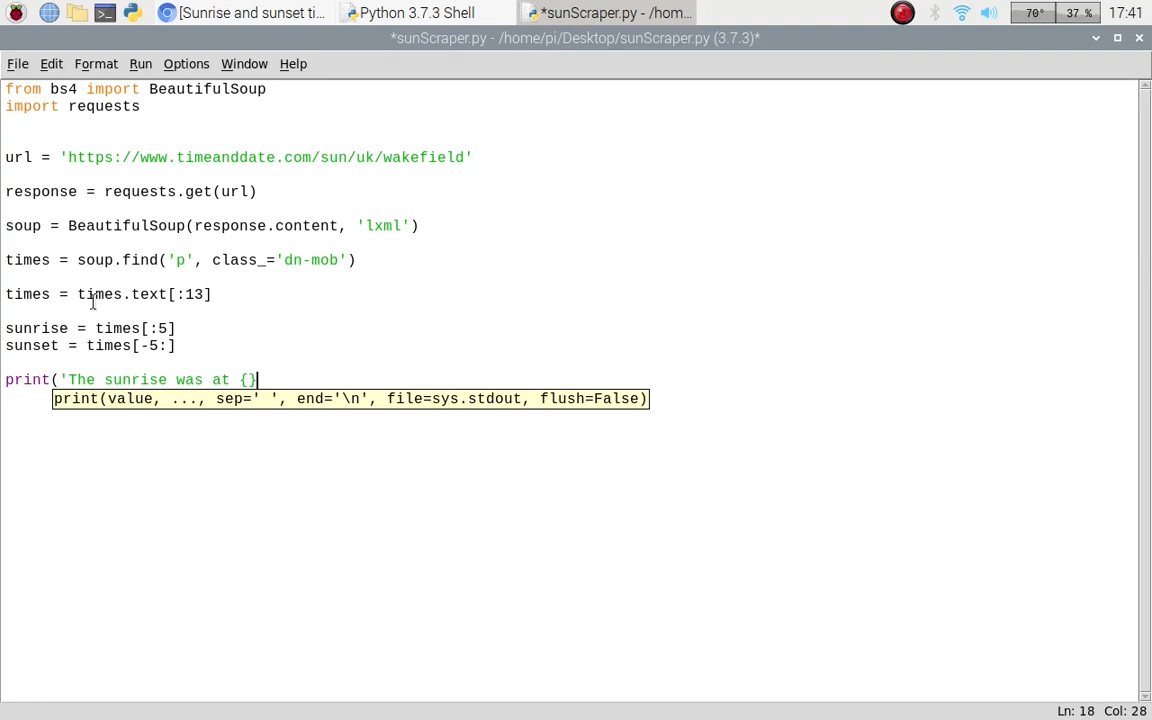 [Sunrise and sunset ti... Python 3.7.3 Shell *sunScraper.py - /hom... 70° 37 % 17:41
*sunScraper.py - /home/pi/Desktop/sunScraper.py (3.7.3)*
File Edit Format Run Options Window Help
from bs4 import BeautifulSoup
import requests
url = 'https://www.timeanddate.com/sun/uk/wakefield'
response = requests.get(url)
soup = BeautifulSoup(response.content, 'lxml')
times = soup.find('p', class_='dn-mob')
times = times.text[:13]
sunrise = times[:5]
sunset = times[-5:]
print('The sunrise was at {}
print(value, ..., sep=' ', end='\n', file=sys.stdout, flush=False)
Ln: 18 Col: 28